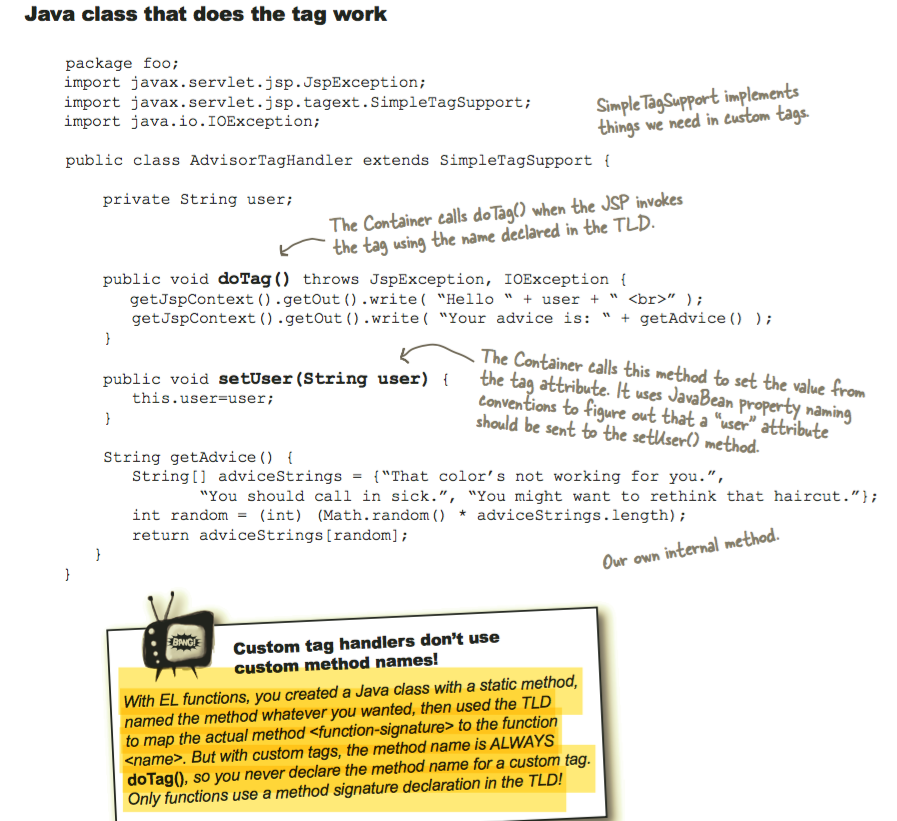 Java class that does the tag work
package foo;
import javax.servlet.jsp.JspException;
import javax.servlet.jsp.tagext.SimpleTagSupport;
import java.io.IOException;
SimpleTagSupport implements
things we need in custom tags.
public class AdvisorTagHandler extends SimpleTagSupport {
private String user;
The Container calls doTag() when the JSP invokes
the tag using the name declared in the TLD.
public void doTag() throws JspException, IOException {
getJspContext().getOut().write( “Hello “ + user + “ <br>” );
getJspContext().getOut().write( “Your advice is: “ + getAdvice() );
}
public void setUser(String user) {
this.user=user;
}
The Container calls this method to set the value from
the tag attribute. It uses JavaBean property naming
conventions to figure out that a “user” attribute
should be sent to the setUser() method.
String getAdvice() {
String[] adviceStrings = {“That color’s not working for you.”,
“You should call in sick.”, “You might want to rethink that haircut.”};
int random = (int) (Math.random() * adviceStrings.length);
return adviceStrings[random];
}
}
Our own internal method.
BANG!
Custom tag handlers don’t use
custom method names!
With EL functions, you created a Java class with a static method,
named the method whatever you wanted, then used the TLD
to map the actual method <function-signature> to the function
<name>. But with custom tags, the method name is ALWAYS
doTag(), so you never declare the method name for a custom tag.
Only functions use a method signature declaration in the TLD!